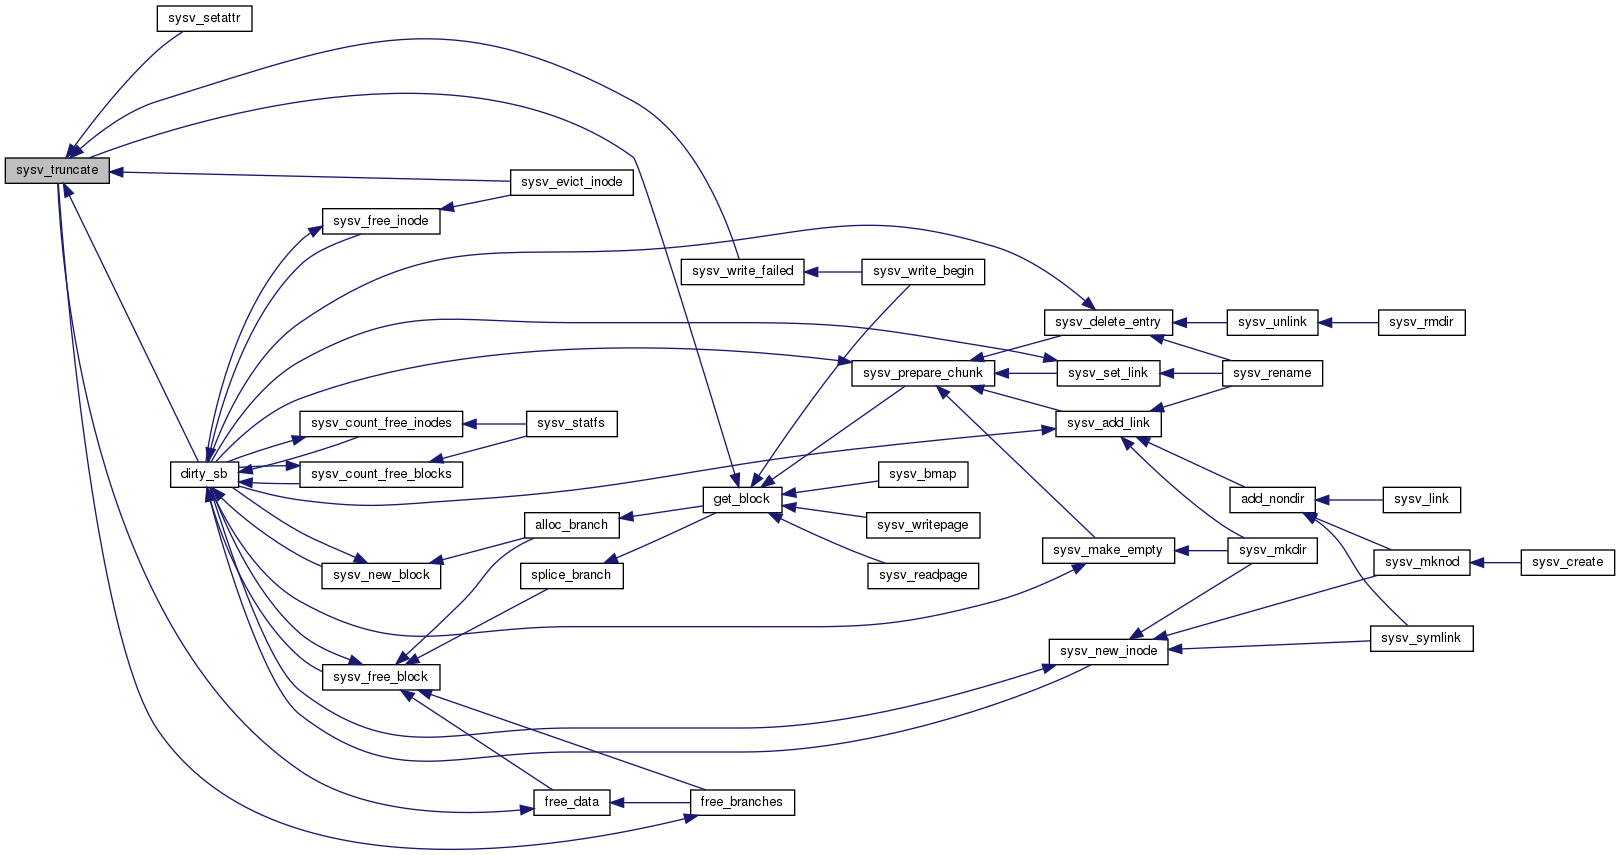 sysv_setattr
sysv_truncate
sysv_evict_inode
sysv_free_inode
sysv_write_failed
sysv_write_begin
sysv_delete_entry
sysv_unlink
sysv_rmdir
sysv_prepare_chunk
sysv_set_link
sysv_rename
sysv_count_free_inodes
sysv_statfs
sysv_add_link
dirty_sb
sysv_count_free_blocks
sysv_bmap
get_block
add_nondir
sysv_link
alloc_branch
sysv_writepage
sysv_make_empty
sysv_mkdir
sysv_mknod
sysv_create
sysv_new_block
splice_branch
sysv_readpage
sysv_symlink
sysv_new_inode
sysv_free_block
free_data
free_branches